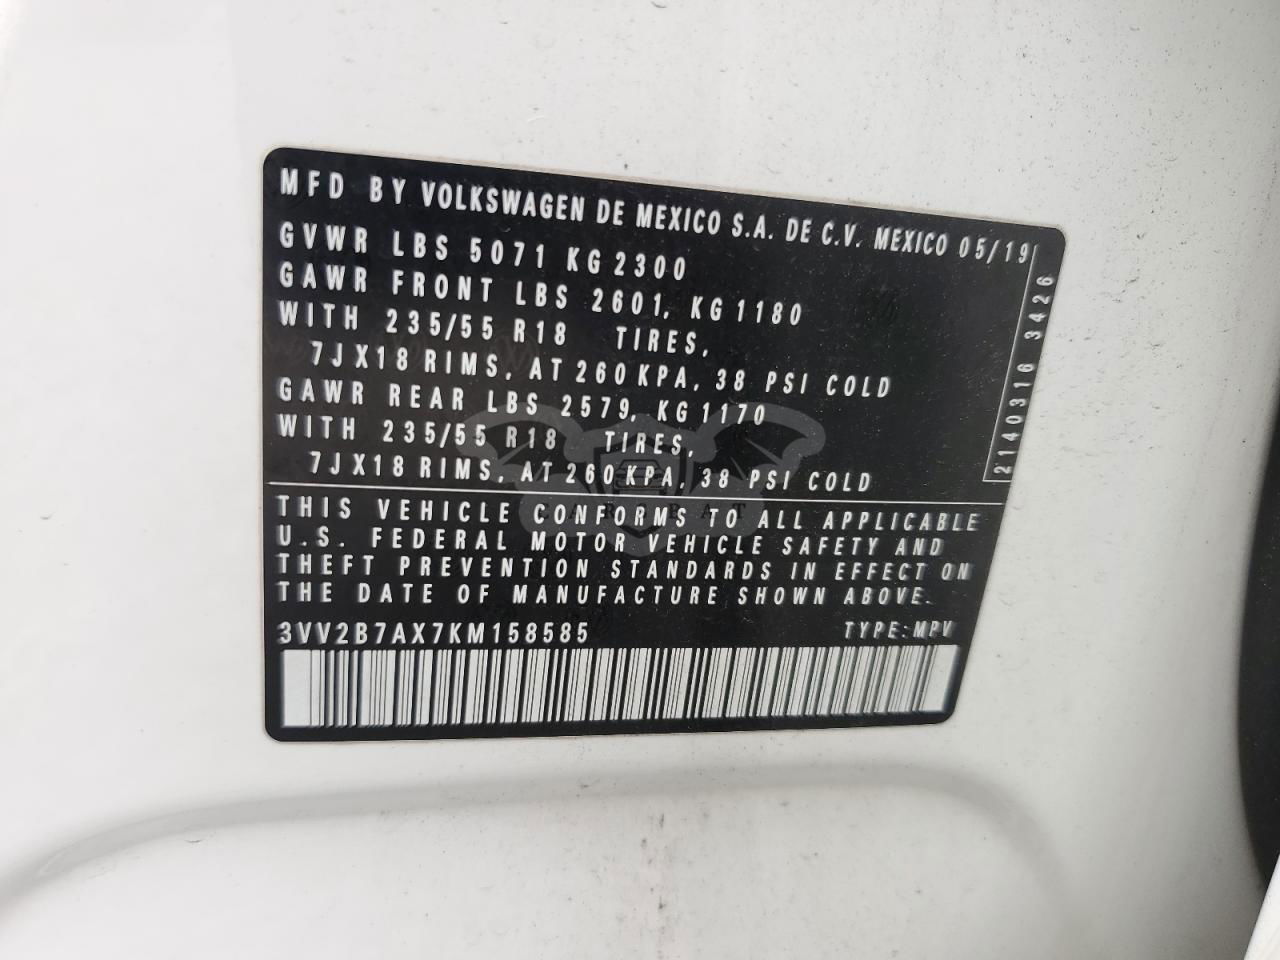 MFD BY VOLKSWAGEN DE MEXICO S.A. DE C.V. MEXICO 05/19
GVWR LBS 5071 KG 2300
GAWR FRONT LBS 2601, KG 1180
WITH 235/55 R18 TIRES,
7JX18 RIMS, AT 260 KPA, 38 PSI COLD
GAWR REAR LBS 2579, KG 1170
WITH 235/55 R18 TIRES,
7JX18 RIMS, AT 260 KPA, 38 PSI COLD
2140316 3426
CARBBAT
THIS VEHICLE CONFORMS TO ALL APPLICABLE
U.S. FEDERAL MOTOR VEHICLE SAFETY AND
THEFT PREVENTION STANDARDS IN EFFECT ON
THE DATE OF MANUFACTURE SHOWN ABOVE.
3VV2B7AX7KM158585 TYPE: MPV